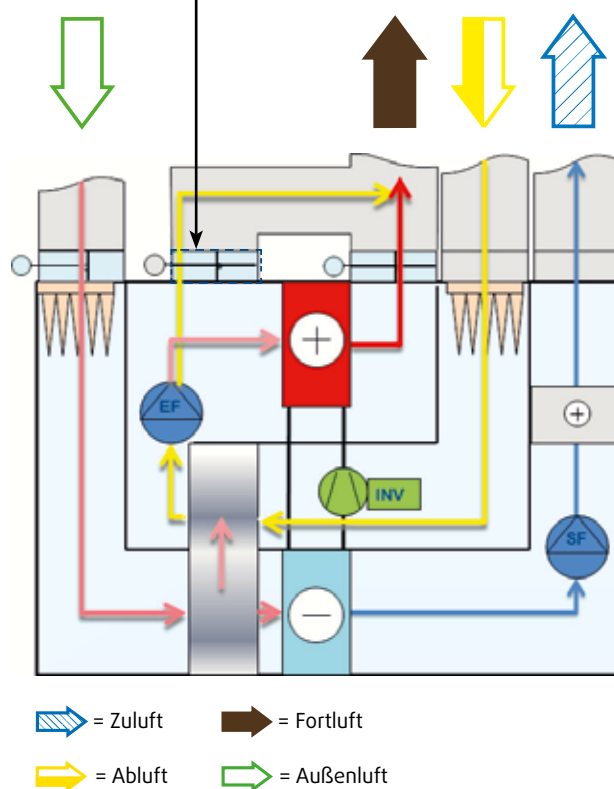 +
EF
+
INV
SF
−
= Zuluft
= Fortluft
= Abluft
= Außenluft